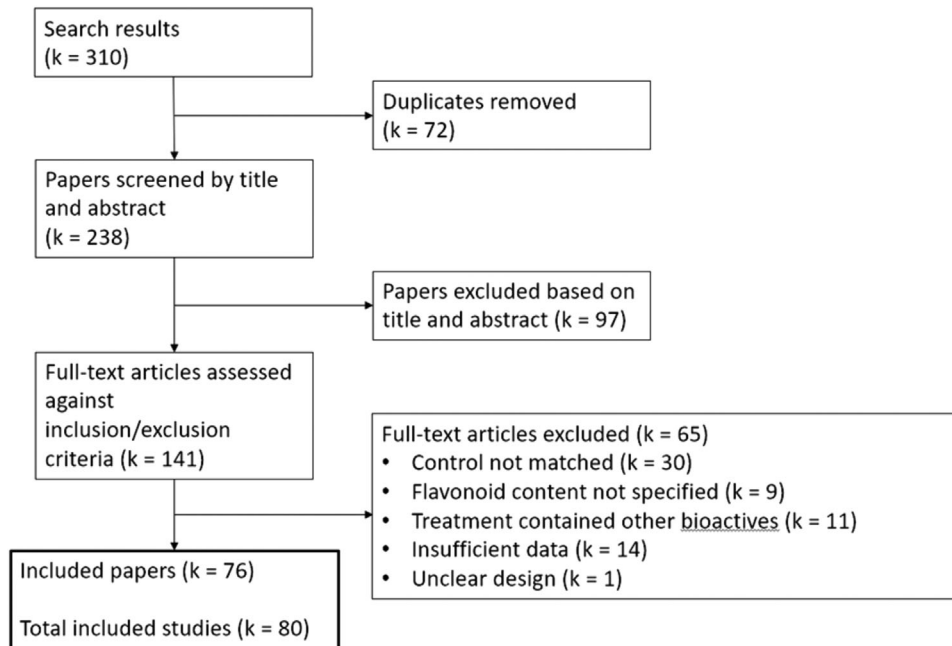 Search results
(k = 310)
Duplicates removed
(k = 72)
Papers screened by title
and abstract
(k = 238)
Papers excluded based on
title and abstract (k = 97)
Full-text articles assessed
against
inclusion/exclusion
criteria (k = 141)
Full-text articles excluded (k = 65)
• Control not matched (k = 30)
• Flavonoid content not specified (k = 9)
• Treatment contained other bioactives (k = 11)
• Insufficient data (k = 14)
• Unclear design (k = 1)
Included papers (k = 76)
Total included studies (k = 80)